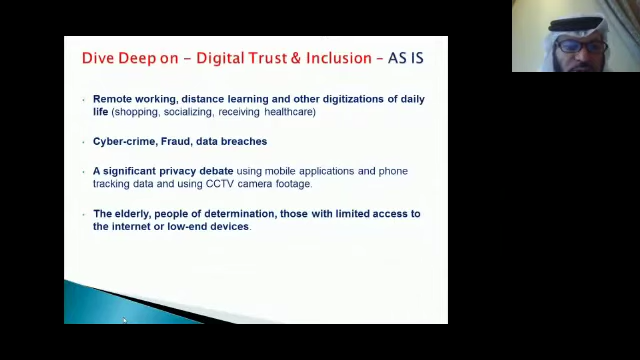 Dive Deep on - Digital Trust & Inclusion – AS IS
Remote working, distance learning and other digitizations of daily
life (shopping, socializing, receiving healthcare)
Cyber-crime, Fraud, data breaches
A significant privacy debate using mobile applications and phone
tracking data and using CCTV camera footage.
The elderly, people of determination, those with limited access to
the internet or low-end devices.